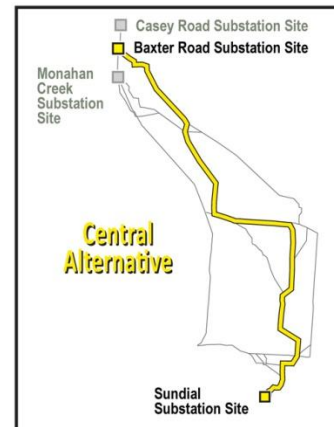 Casey Road Substation Site
Baxter Road Substation Site
Monahan
Creek
Substation
Site
Central
Alternative
Sundial
Substation Site